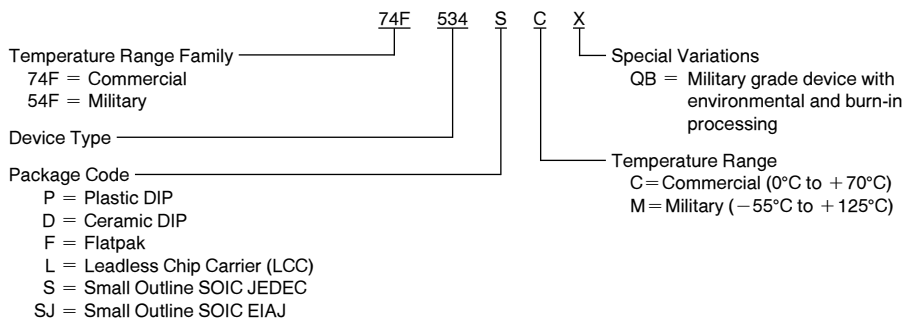 74F 534 S C X
Temperature Range Family
74F = Commercial
54F = Military
Device Type
Package Code
P = Plastic DIP
D = Ceramic DIP
F = Flatpak
L = Leadless Chip Carrier (LCC)
S = Small Outline SOIC JEDEC
SJ = Small Outline SOIC EIAJ
Special Variations
QB = Military grade device with
environmental and burn-in
processing
Temperature Range
C=Commercial (0°C to +70°C)
M=Military (−55°C to +125°C)